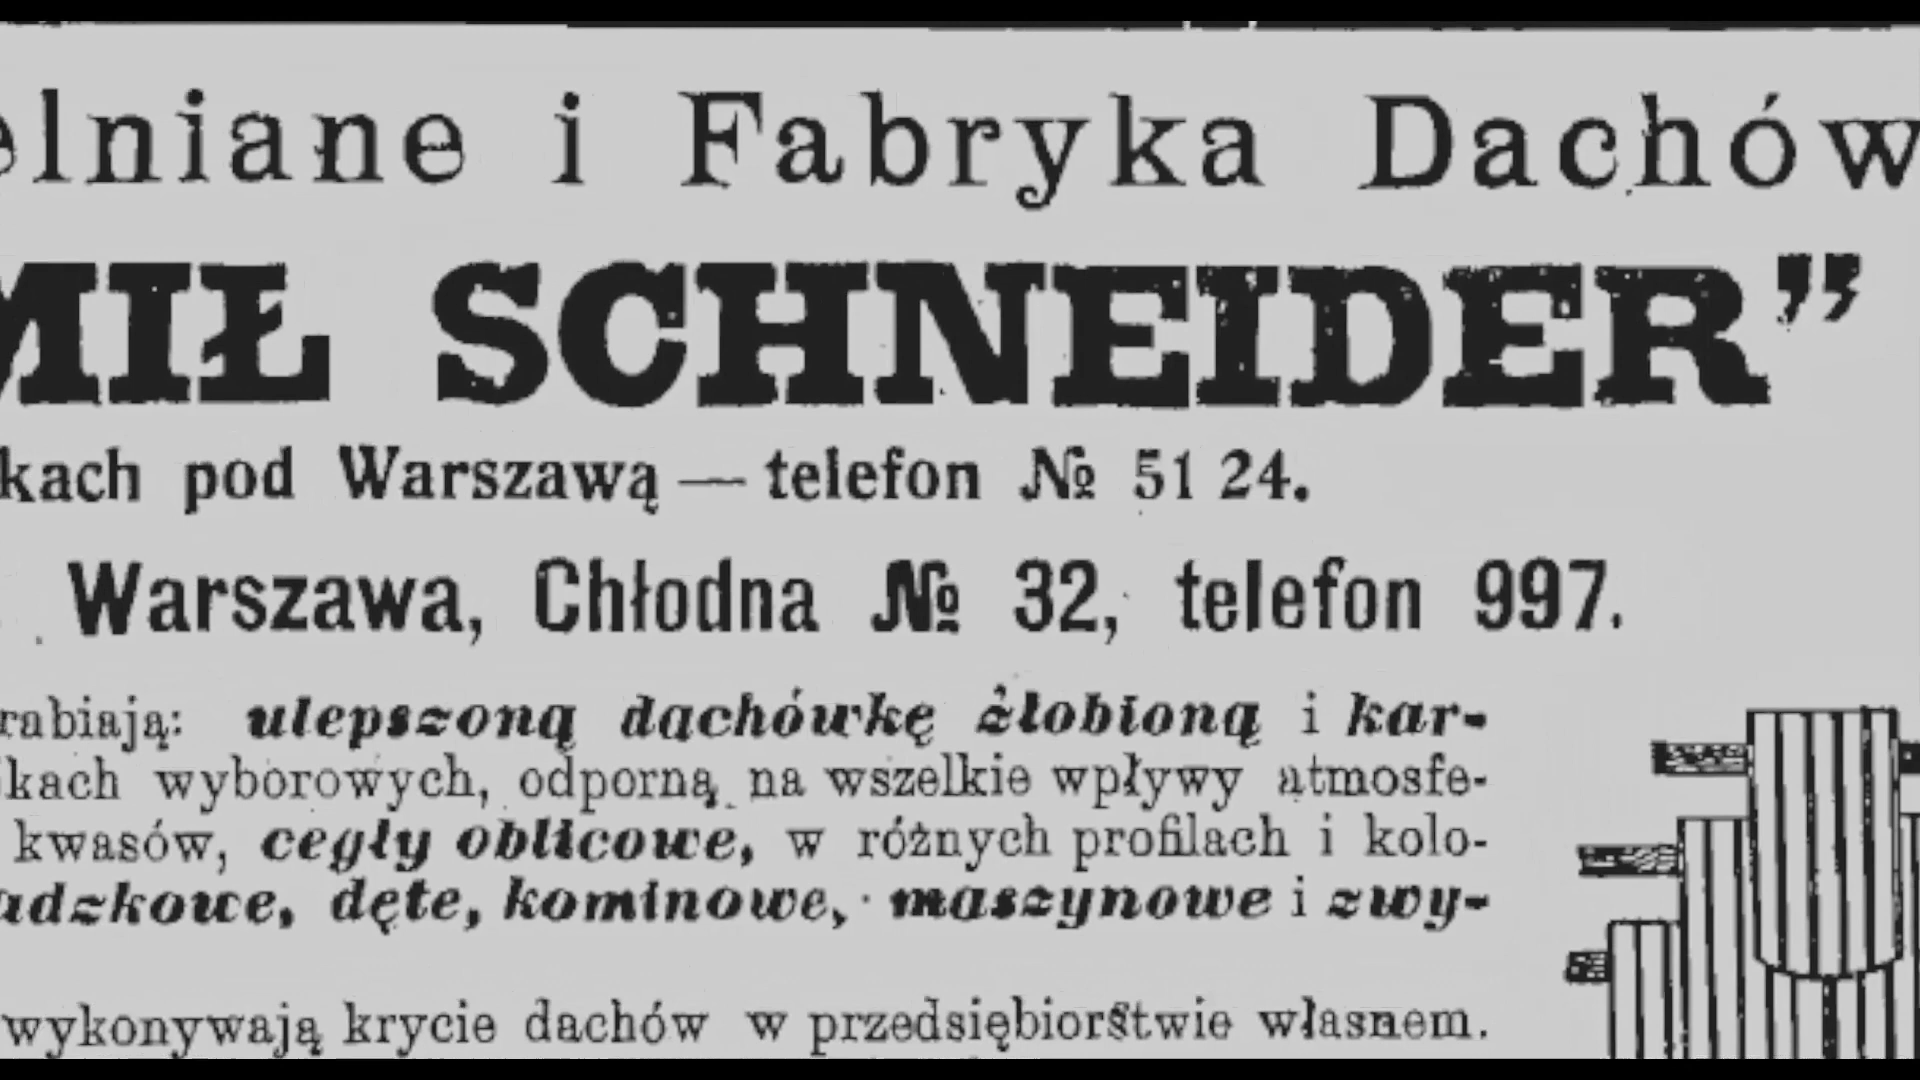 elniane i Fabryka Dachów
MIŁ SCHNEIDER”
kach pod Warszawą — telefon № 51 24.
Warszawa, Chłodna № 32, telefon 997.
rabiają: ulepszoną dachówkę żłobioną i kar-
kach wyborowych, odporną na wszelkie wpływy atmosfe-
kwasów, cegły oblicowe, w różnych profilach i kolo-
adzkowe, dęte, kominowe, maszynowe i zwy-
wykonywają krycie dachów w przedsiębiorstwie własnem.